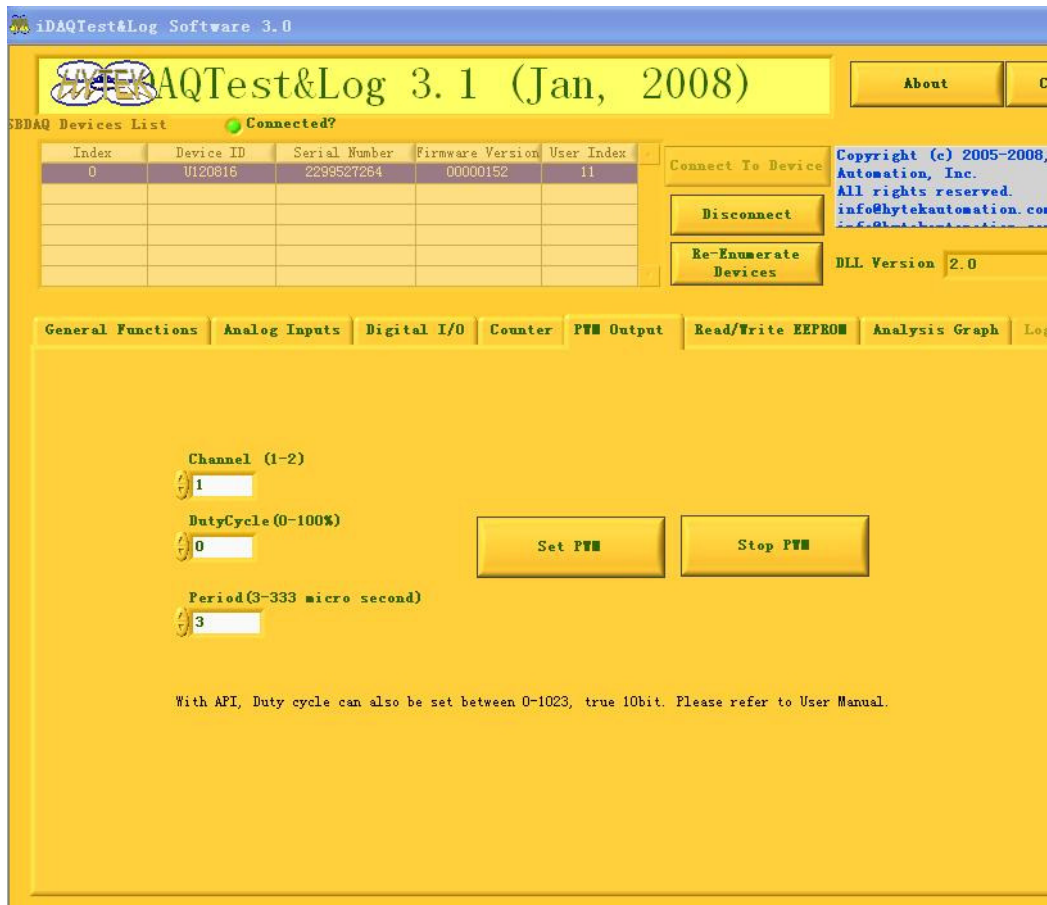 iDAQTest&Log Software 3.0
HYTEK AQTest&Log 3.1 (Jan, 2008)
About
C
SBDAQ Devices List
Connected?
Index Device ID Serial Number Firmware Version User Index
0 U120816 2299527264 00000152 11
Connect To Device
Disconnect
Re-Enumerate
Devices
Copyright (c) 2005-2008,
Automation, Inc.
All rights reserved.
info@hytekautomation.com
DLL Version 2.0
General Functions Analog Inputs Digital I/O Counter PWM Output Read/Write EEPROM Analysis Graph Log
Channel (1-2)
1
DutyCycle(0-100%)
0
Period(3-333 micro second)
3
Set PWM
Stop PWM
With API, Duty cycle can also be set between 0-1023, true 10bit. Please refer to User Manual.